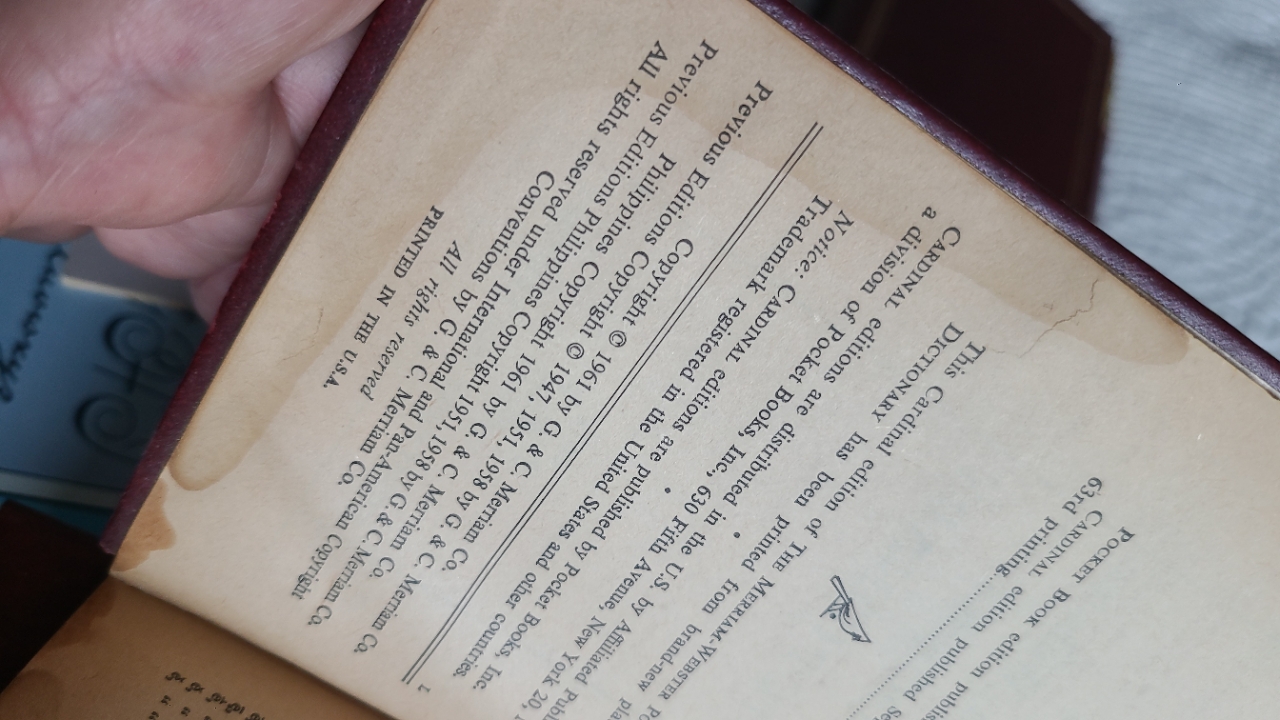 POCKET BOOK edition publis
CARDINAL edition published Se
63rd printing
This Cardinal edition of THE MERRIAM-WEBSTER PO
DICTIONARY has been printed from brand-new pla
CARDINAL editions are distributed in the U.S. by Affiliated Publ
a division of Pocket Books, Inc., 630 Fifth Avenue, New York 20,
Notice: CARDINAL editions are published by Pocket Books, Inc.
Trademark registered in the United States and other countries.
L
Previous Editions Copyright © 1961 by G. & C. Merriam Co.
Previous Editions Copyright © 1947, 1951, 1958 by G. & C. Merriam Co.
Philippines Copyright 1961 by G. & C. Merriam Co.
Previous Editions Philippines Copyright 1951, 1958 by G. & C. Merriam Co.
All rights reserved under International and Pan-American Copyright
Conventions by G. & C. Merriam Co.
All rights reserved
PRINTED IN THE U.S.A.